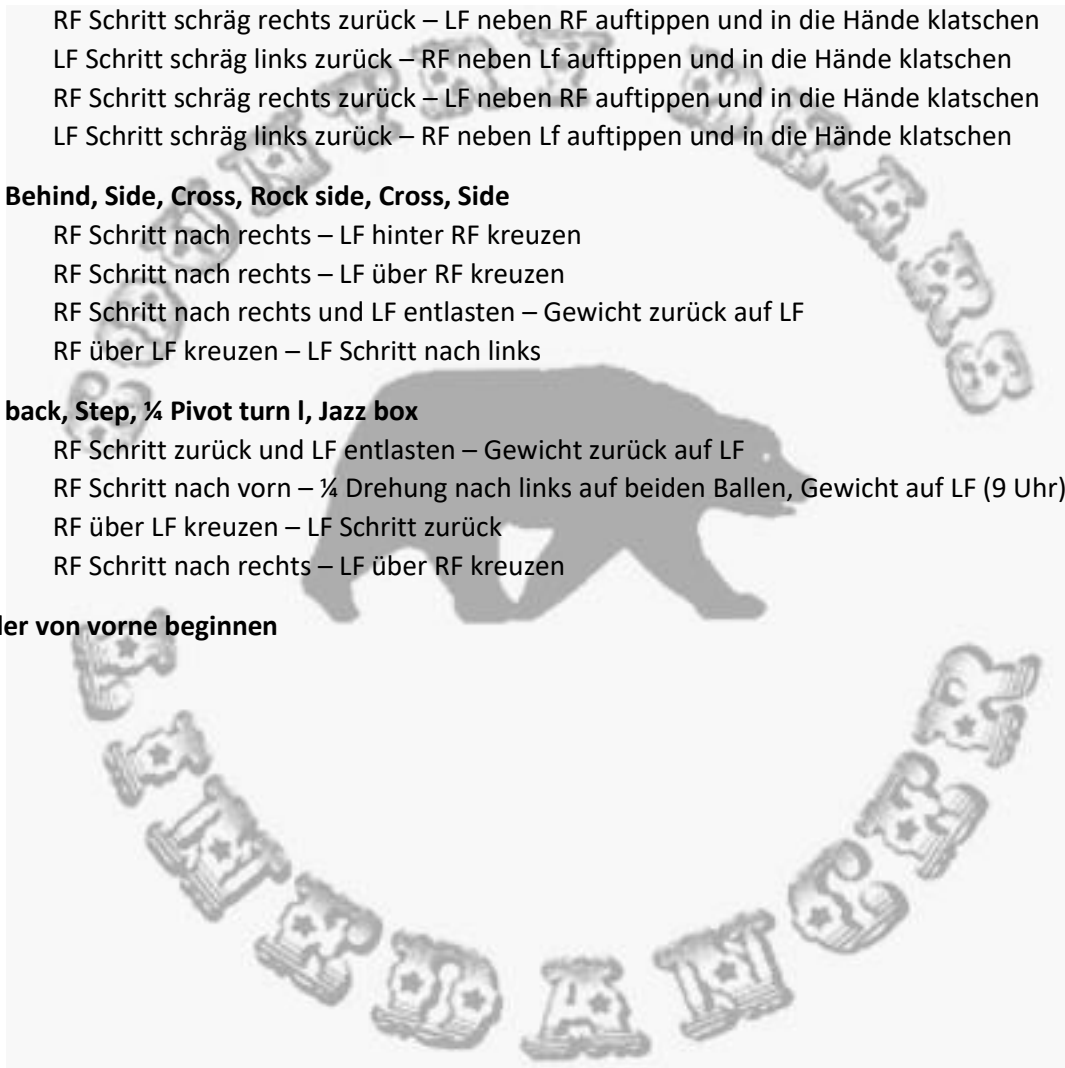 RF Schritt schräg rechts zurück – LF neben RF auftippen und in die Hände klatschen
LF Schritt schräg links zurück – RF neben Lf auftippen und in die Hände klatschen
RF Schritt schräg rechts zurück – LF neben RF auftippen und in die Hände klatschen
LF Schritt schräg links zurück – RF neben Lf auftippen und in die Hände klatschen
Behind, Side, Cross, Rock side, Cross, Side
RF Schritt nach rechts – LF hinter RF kreuzen
RF Schritt nach rechts – LF über RF kreuzen
RF Schritt nach rechts und LF entlasten – Gewicht zurück auf LF
RF über LF kreuzen – LF Schritt nach links
back, Step, ¼ Pivot turn l, Jazz box
RF Schritt zurück und LF entlasten – Gewicht zurück auf LF
RF Schritt nach vorn – ¼ Drehung nach links auf beiden Ballen, Gewicht auf LF (9 Uhr)
RF über LF kreuzen – LF Schritt zurück
RF Schritt nach rechts – LF über RF kreuzen
der von vorne beginnen
COUNTRY BEARS
LINEDANCER